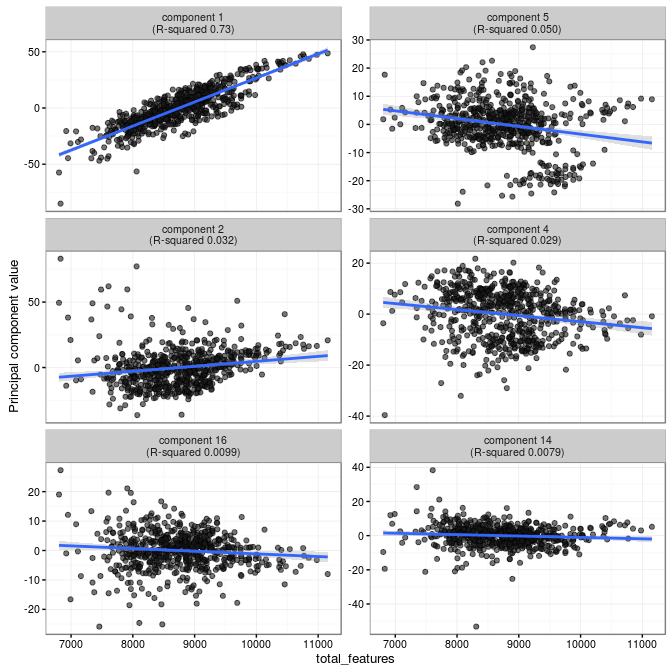 component 1
(R-squared 0.73)
component 5
(R-squared 0.050)
50
0
-50
30
20
10
0
-10
-20
-30
component 2
(R-squared 0.032)
component 4
(R-squared 0.029)
50
0
20
0
-20
-40
component 16
(R-squared 0.0099)
component 14
(R-squared 0.0079)
20
10
0
-10
-20
40
20
0
-20
-40
7000 8000 9000 10000 11000
7000 8000 9000 10000 11000
total_features
Principal component value